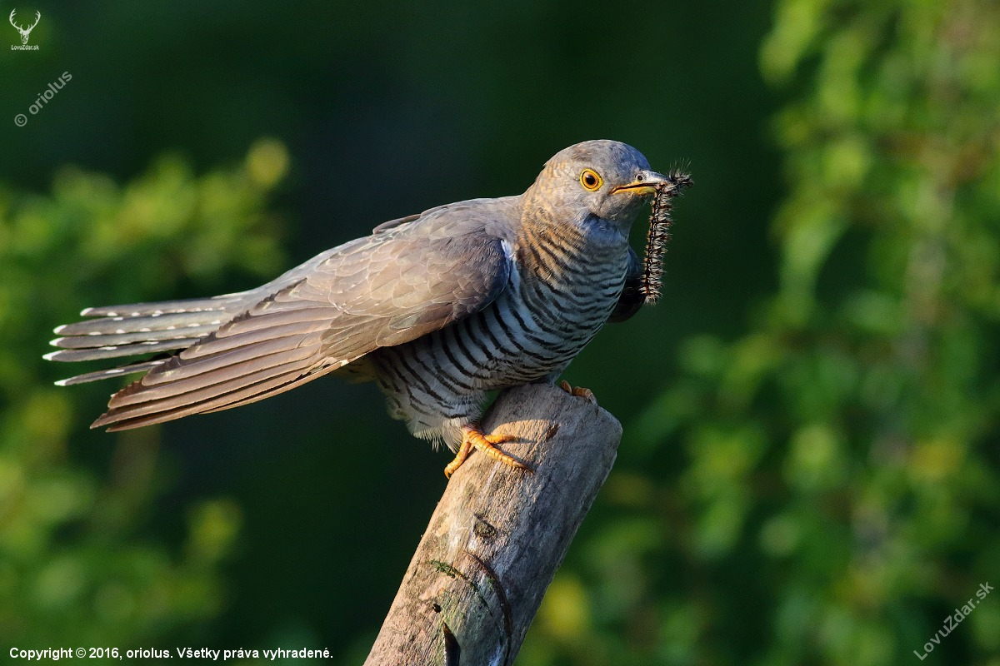 LovuZdar.sk
© oriolus
LovuZdar.sk
Copyright © 2016, oriolus. Všetky práva vyhradené.